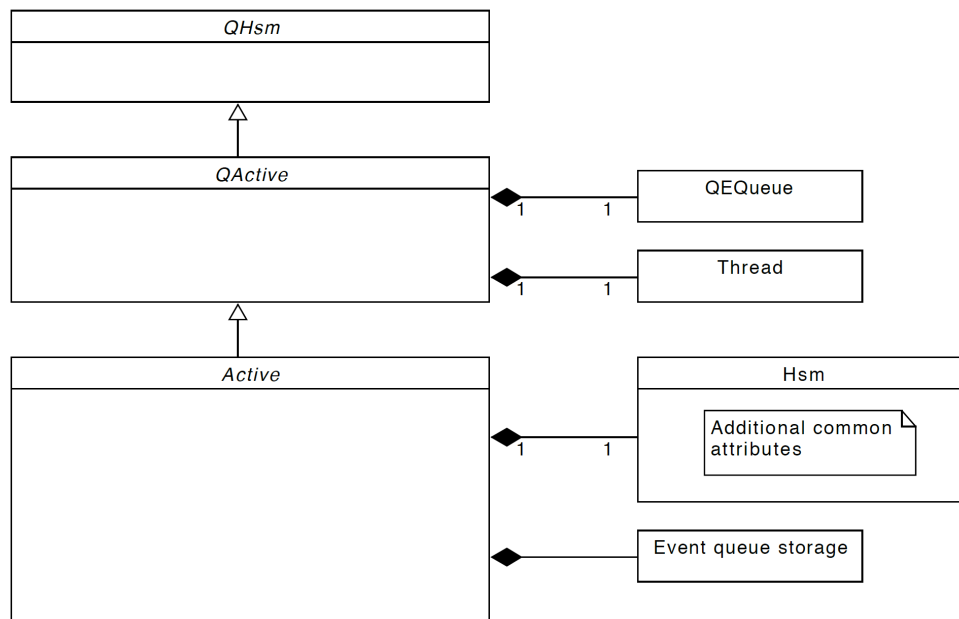 QHsm
QActive
QEQueue
1 1
Thread
1 1
Active
Hsm
Additional common
attributes
1 1
Event queue storage